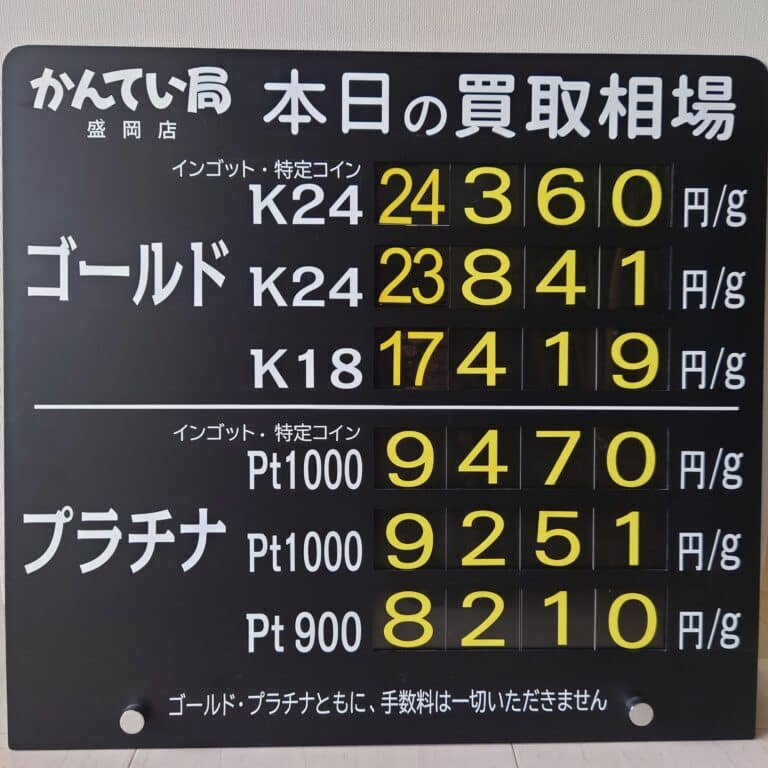 かんてい局
盛岡店
本日の買取相場
ゴールド
インゴット・特定コイン
K24 24360 円/g
K24 23841 円/g
K18 17419 円/g
プラチナ
インゴット・特定コイン
Pt1000 9470 円/g
Pt1000 9251 円/g
Pt900 8210 円/g
ゴールド・プラチナともに、手数料は一切いただきません